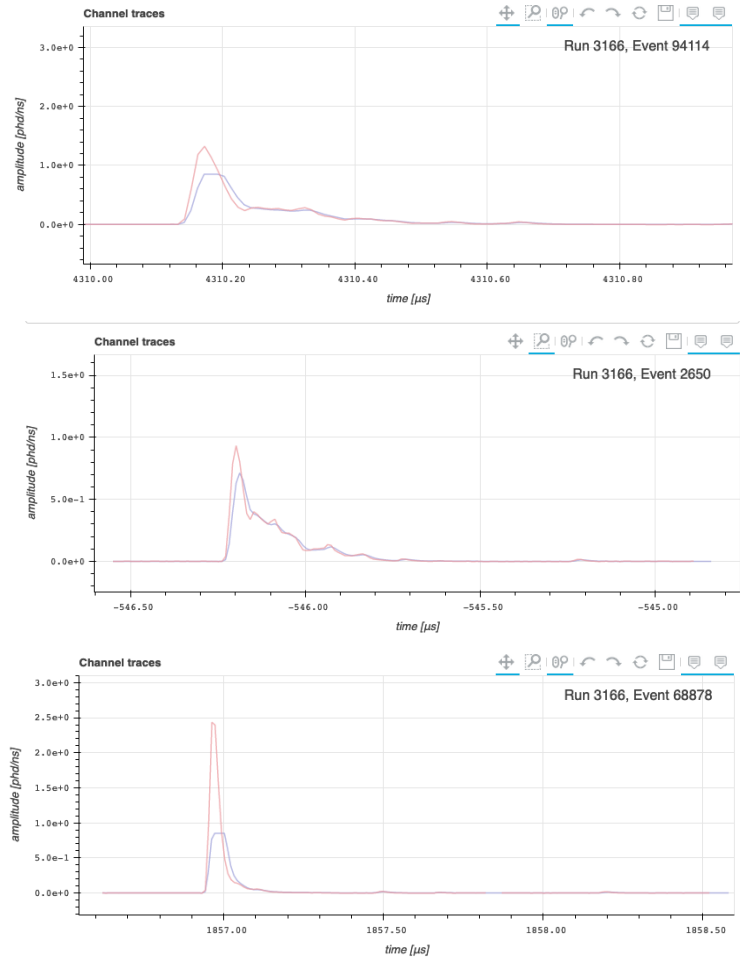 Channel traces
Run 3166, Event 94114
3.0e+0
2.0e+0
1.0e+0
0.0e+0
amplitude [phd/ns]
4310.00 4310.20 4310.40 4310.60 4310.80
time [µs]
Channel traces
Run 3166, Event 2650
1.5e+0
1.0e+0
5.0e-1
0.0e+0
amplitude [phd/ns]
-546.50 -546.00 -545.50 -545.00
time [µs]
Channel traces
Run 3166, Event 68878
3.0e+0
2.5e+0
2.0e+0
1.5e+0
1.0e+0
5.0e-1
0.0e+0
amplitude [phd/ns]
1857.00 1857.50 1858.00 1858.50
time [µs]